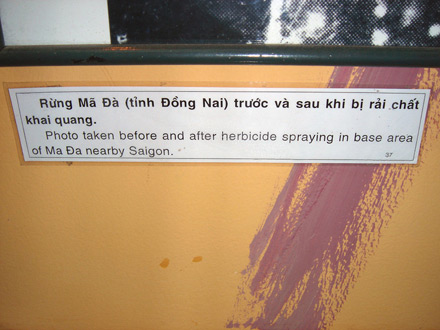 Rừng Mã Đà (tỉnh Đồng Nai) trước và sau khi bị rải chất
khai quang.
Photo taken before and after herbicide spraying in base area
of Ma Đa nearby Saigon.
37